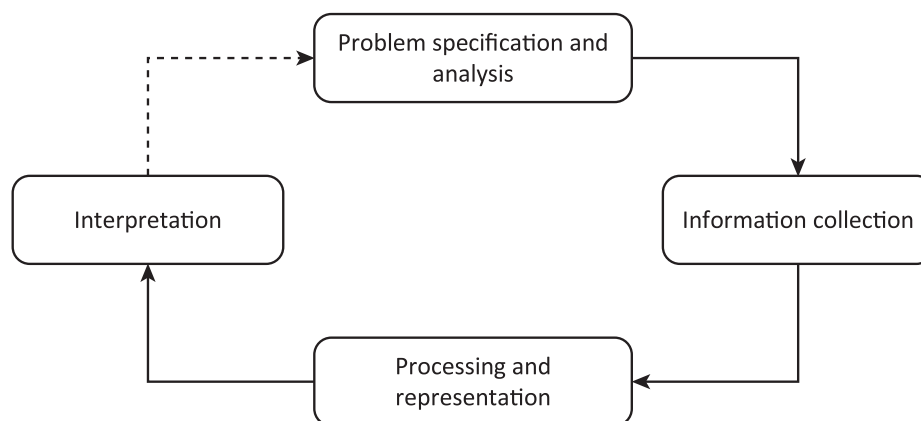 Problem specification and
analysis
Interpretation
Information collection
Processing and
representation